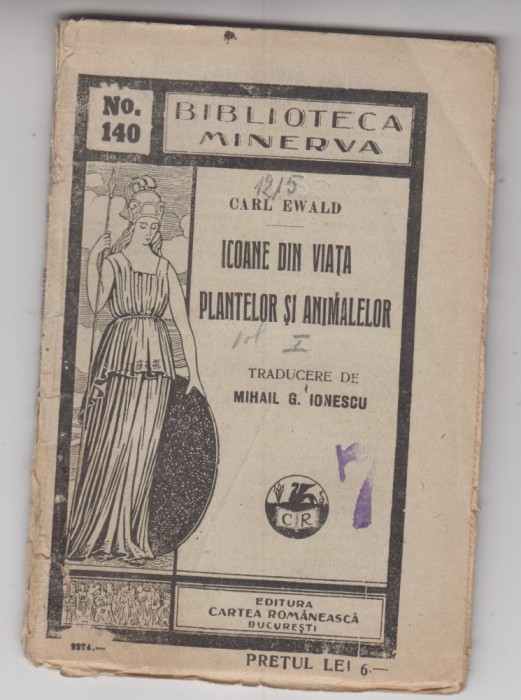 No.
140
BIBLIOTECA
MINERVA
1215
CARL EWALD
ICOANE DIN VIAȚA
PLANTELOR ȘI ANIMALELOR
vol I
TRADUCERE DE
MIHAIL G. IONESCU
C R
EDITURA
CARTEA ROMÂNEASCĂ
BUCUREȘTI
9274.—
PREȚUL LEI 6.—